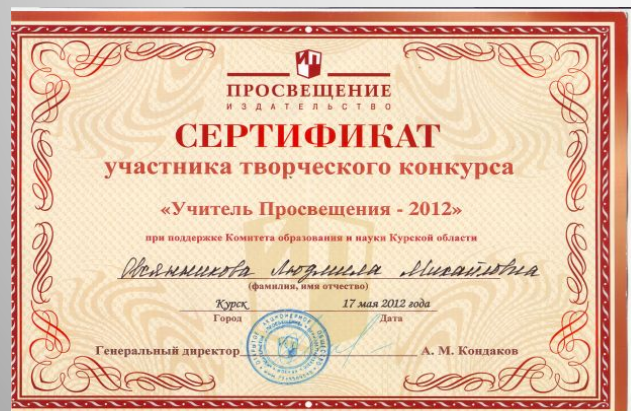 ИП
ПРОСВЕЩЕНИЕ
ИЗДАТЕЛЬСТВО
СЕРТИФИКАТ
участника творческого конкурса
«Учитель Просвещения - 2012»
при поддержке Комитета образования и науки Курской области
Овсянникова Людмила Михайловна
(фамилия, имя отчество)
Курск 17 мая 2012 года
Город Дата
Генеральный директор А. М. Кондаков